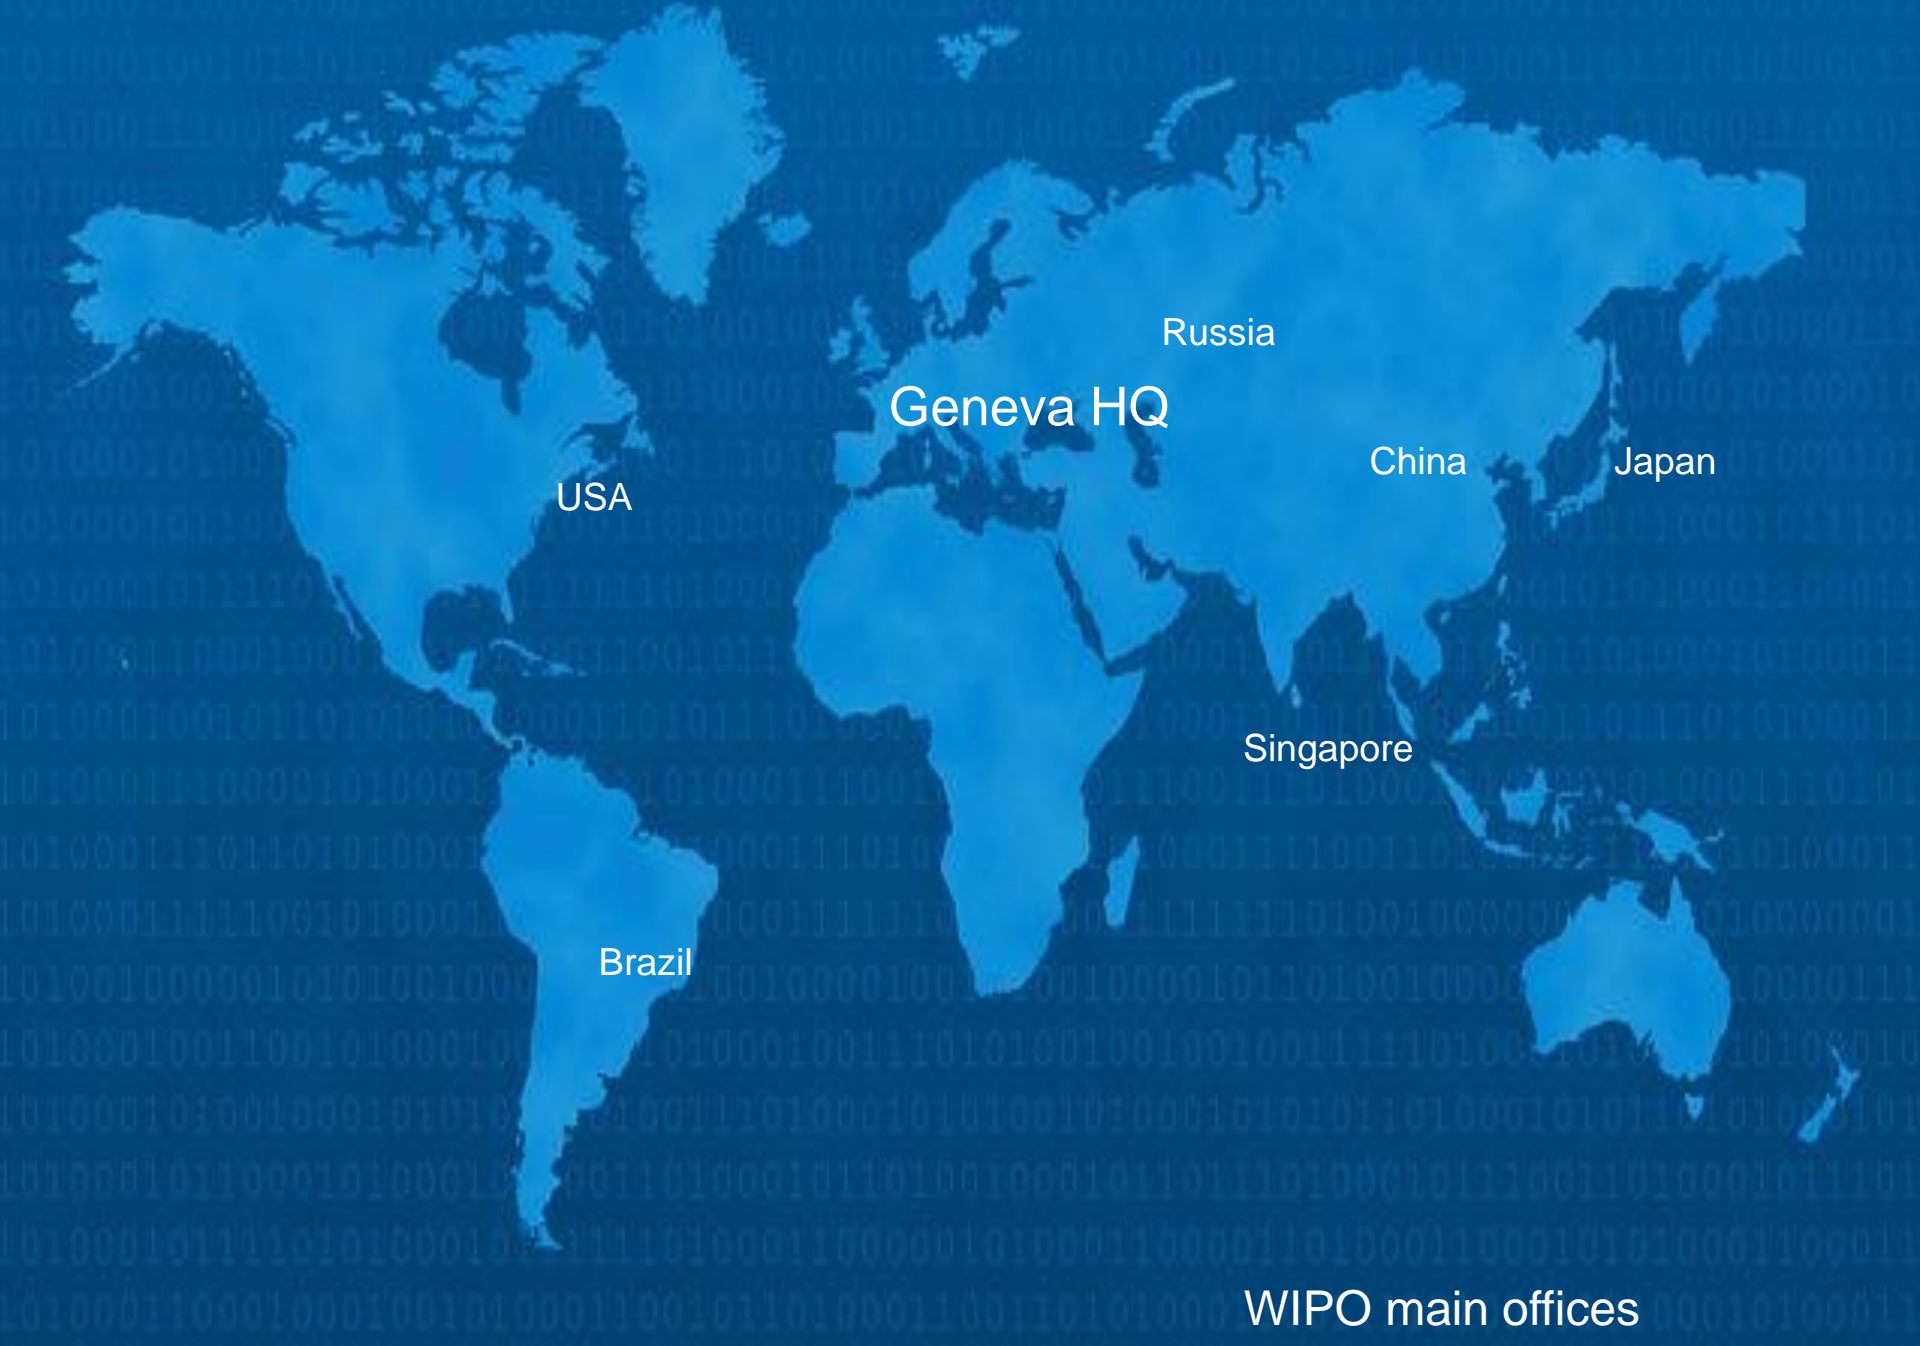 Russia
Geneva HQ
China
Japan
USA
Singapore
Brazil
WIPO main offices